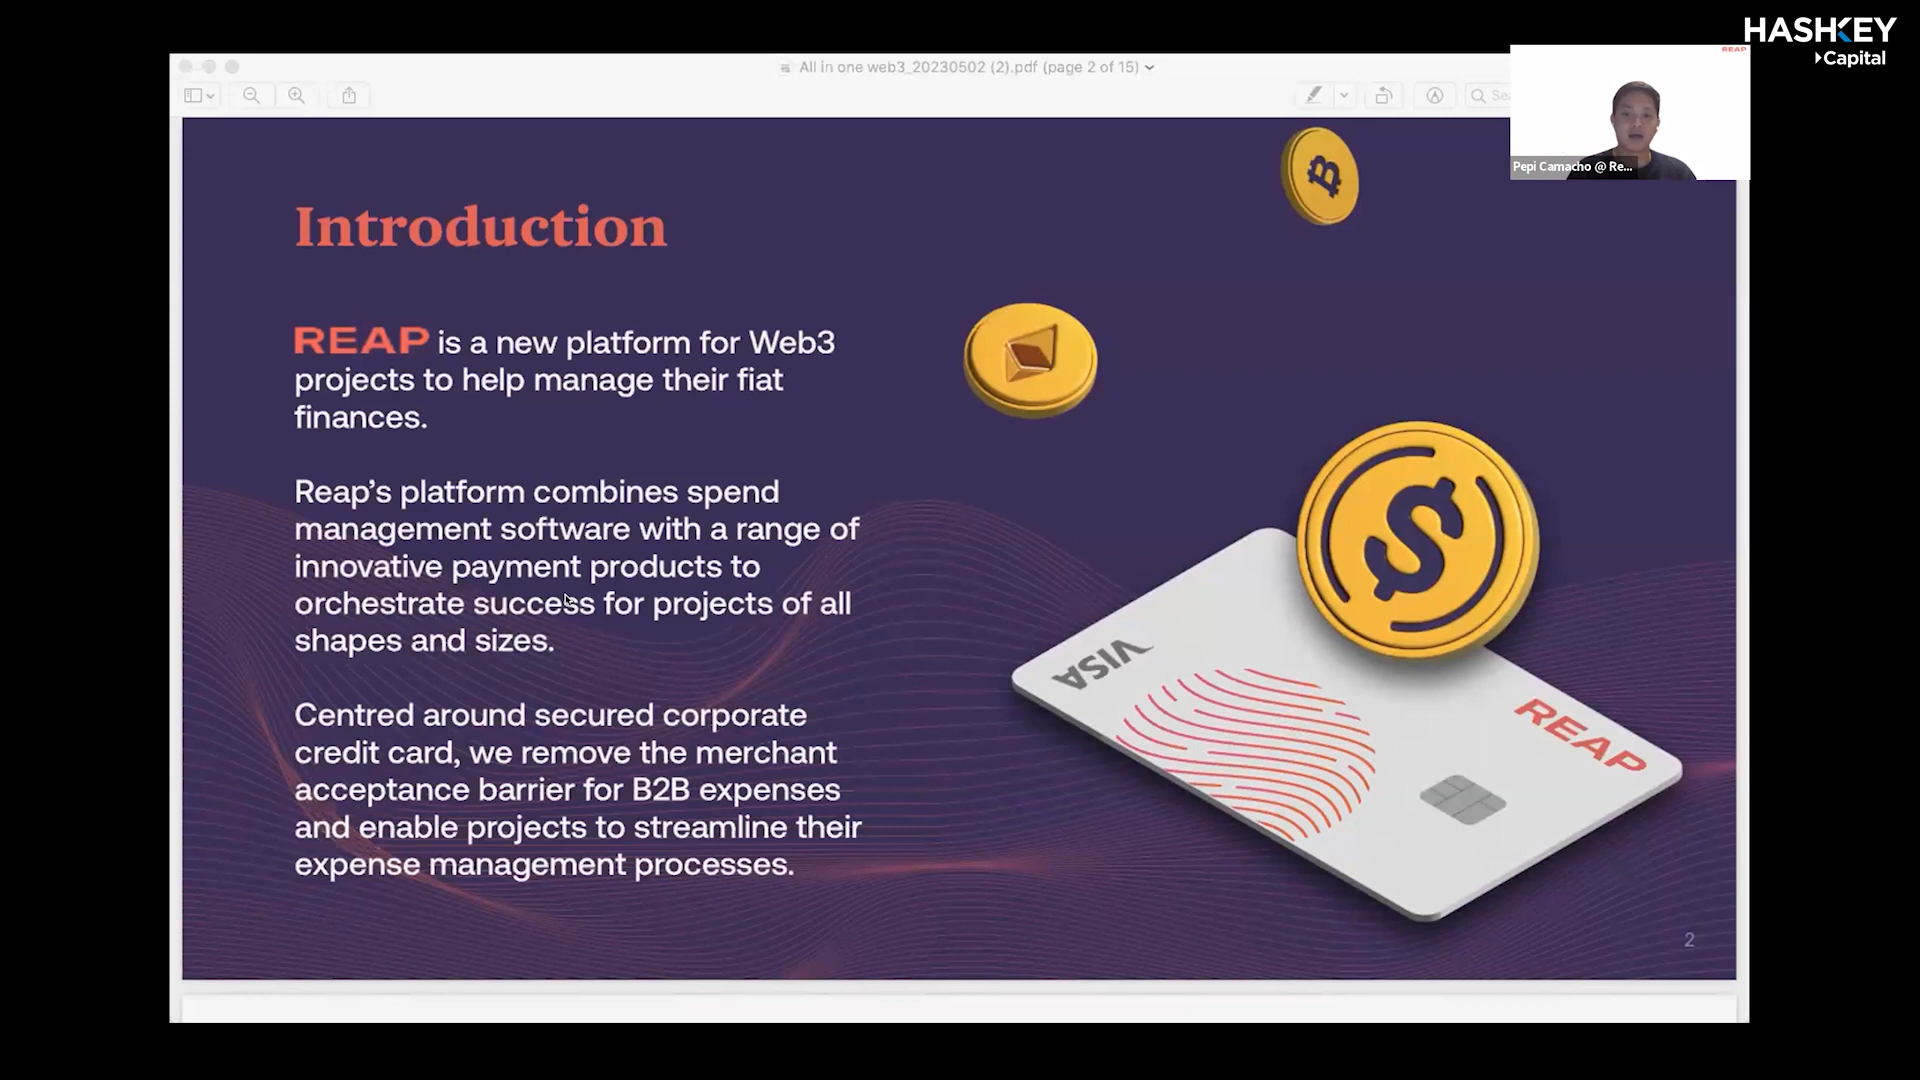 HASHKEY
Capital
All in one web3_20230502 (2).pdf (page 2 of 15)
REAP
Pepi Camacho @ Re...
Introduction
REAP is a new platform for Web3
projects to help manage their fiat
finances.
Reap's platform combines spend
management software with a range of
innovative payment products to
orchestrate success for projects of all
shapes and sizes.
Centred around secured corporate
credit card, we remove the merchant
acceptance barrier for B2B expenses
and enable projects to streamline their
expense management processes.
VISA
REAP
2